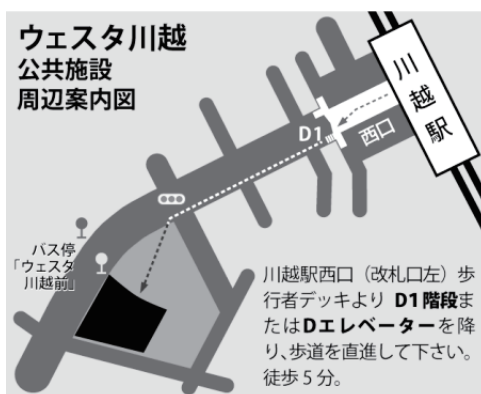 ウェスタ川越
公共施設
周辺案内図
川越駅
西口
D1
バス停
「ウェスタ
川越前」
川越駅西口（改札口左）歩
行者デッキより D1階段ま
たはDエレベーターを降
り、歩道を直進して下さい。
徒歩5分。